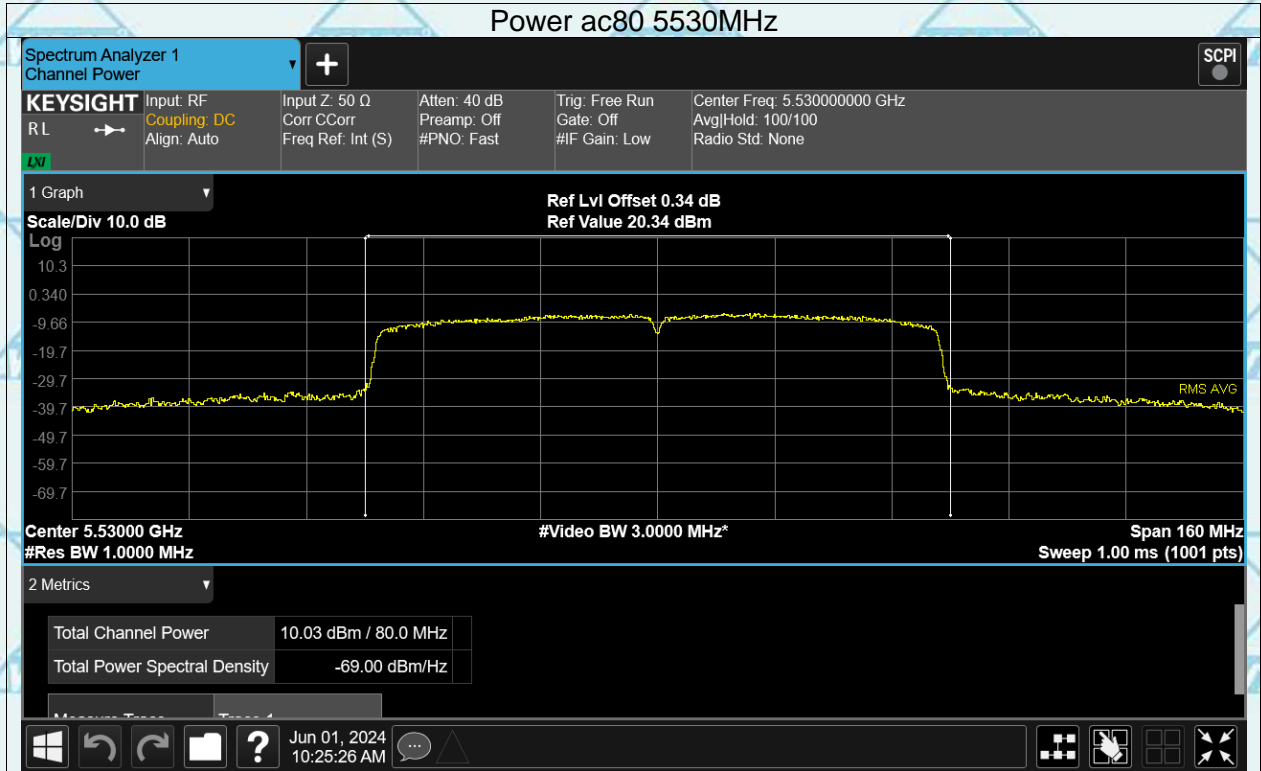 Power ac80 5530MHz
Spectrum Analyzer 1
Channel Power
SCPI
KEYSIGHT
R L
LXI
Input: RF
Coupling: DC
Align: Auto
Input Z: 50 Ω
Corr CCorr
Freq Ref: Int (S)
Atten: 40 dB
Preamp: Off
#PNO: Fast
Trig: Free Run
Gate: Off
#IF Gain: Low
Center Freq: 5.530000000 GHz
Avg|Hold: 100/100
Radio Std: None
1 Graph
Ref Lvl Offset 0.34 dB
Scale/Div 10.0 dB
Ref Value 20.34 dBm
Log
10.3
0.340
-9.66
-19.7
-29.7
RMS AVG
-39.7
-49.7
-59.7
-69.7
Center 5.53000 GHz
#Video BW 3.0000 MHz*
Span 160 MHz
#Res BW 1.0000 MHz
Sweep 1.00 ms (1001 pts)
2 Metrics
Total Channel Power 10.03 dBm / 80.0 MHz
Total Power Spectral Density -69.00 dBm/Hz
Measure Trace Trace 1
?
Jun 01, 2024
10:25:26 AM